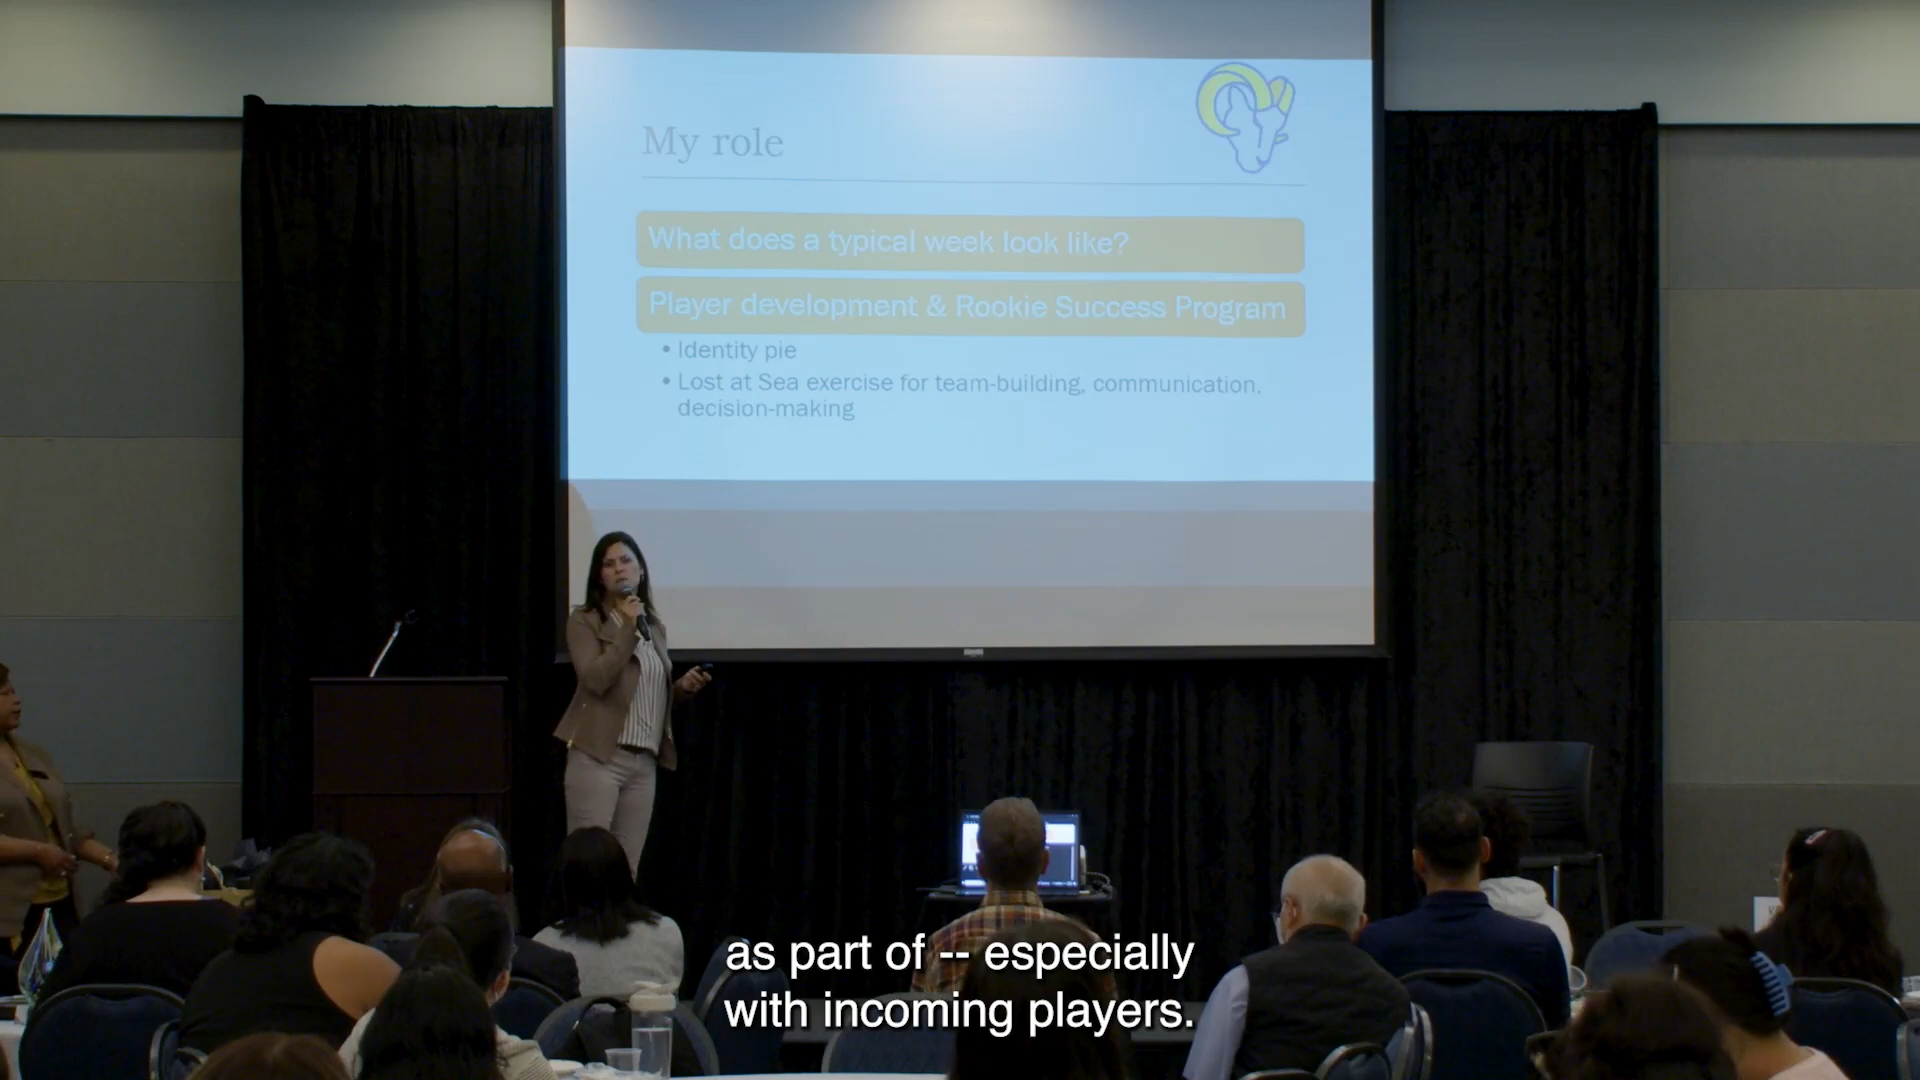 My role
What does a typical week look like?
Player development & Rookie Success Program
• Identity pie
• Lost at Sea exercise for team-building, communication,
decision-making
as part of -- especially
with incoming players.